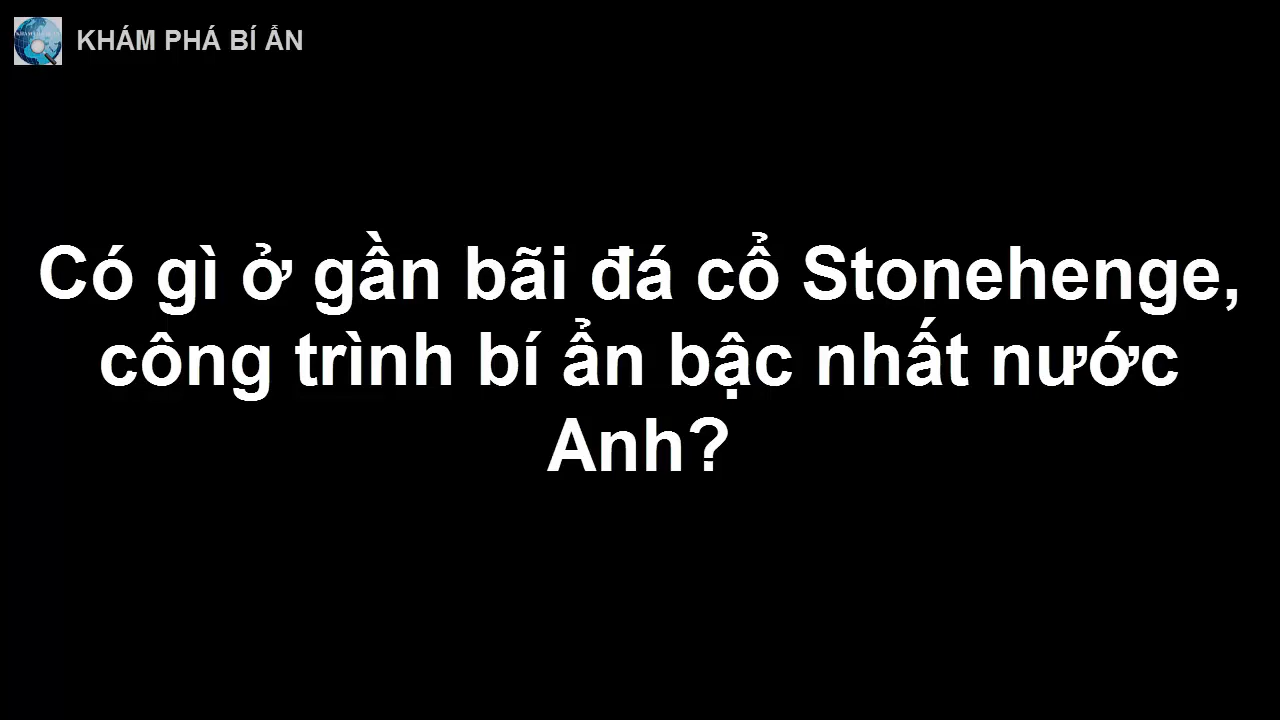 KHÁM PHÁ BÍ ẨN
Có gì ở gần bãi đá cổ Stonehenge,
công trình bí ẩn bậc nhất nước
Anh?